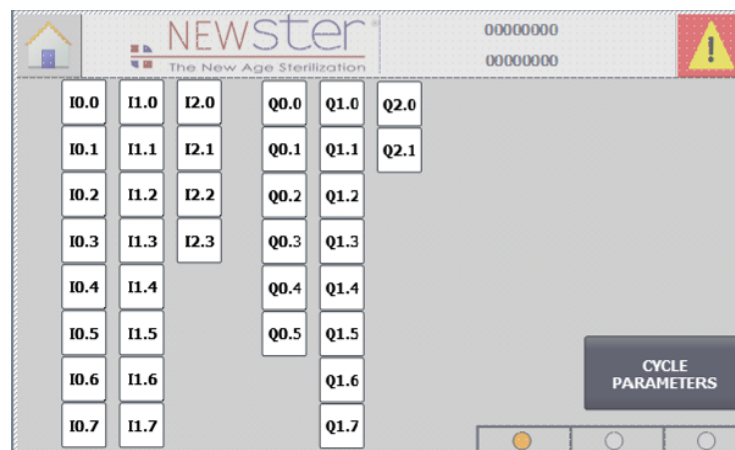 NEWSter
00000000
The New Age Sterilization
00000000
I0.0 I1.0 I2.0 Q0.0 Q1.0 Q2.0
I0.1 I1.1 I2.1 Q0.1 Q1.1 Q2.1
I0.2 I1.2 I2.2 Q0.2 Q1.2
I0.3 I1.3 I2.3 Q0.3 Q1.3
I0.4 I1.4 Q0.4 Q1.4
I0.5 I1.5 Q0.5 Q1.5
I0.6 I1.6 Q1.6
I0.7 I1.7 Q1.7
CYCLE
PARAMETERS